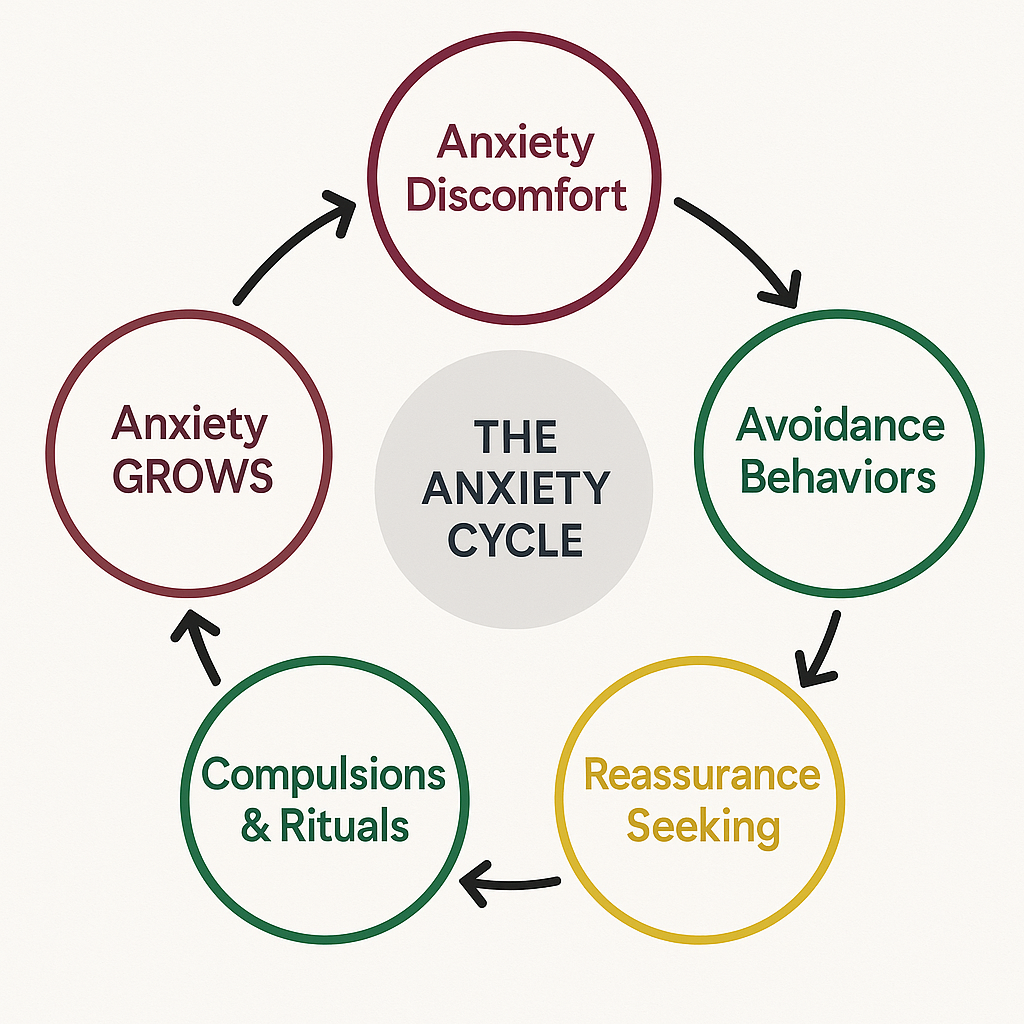 Anxiety
Discomfort
Avoidance
Behaviors
Reassurance
Seeking
Compulsions
& Rituals
Anxiety
GROWS
THE
ANXIETY
CYCLE